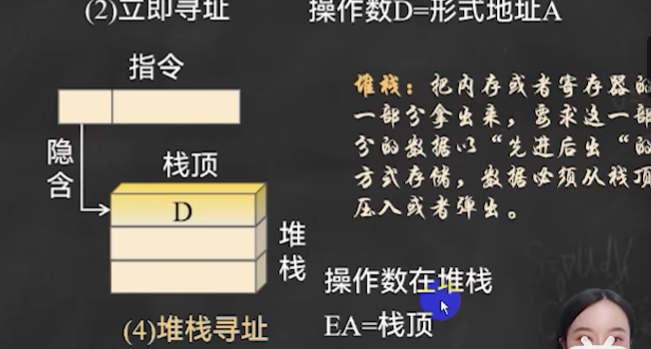 (2)立即寻址
操作数D=形式地址A
指令
隐含
栈顶
D
堆栈
堆栈：把内存或者寄存器的
一部分拿出来，要求这一部
分的数据以“先进后出“的
方式存储，数据必须从栈顶
压入或者弹出。
操作数在堆栈
(4)堆栈寻址
EA=栈顶